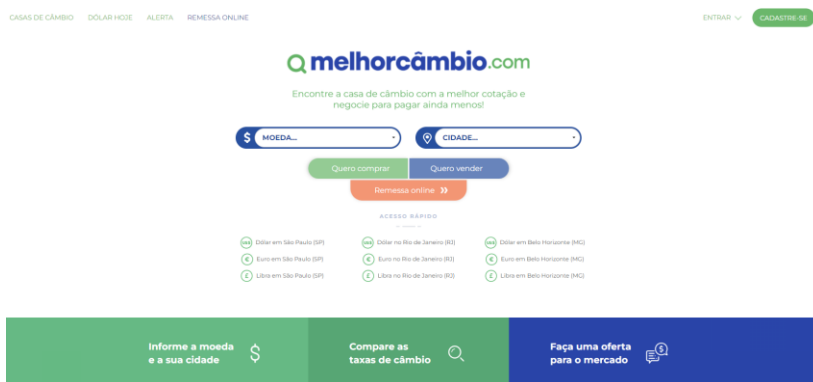 CASAS DE CÂMBIO DÓLAR HOJE ALERTA REMESSA ONLINE ENTRAR CADASTRE-SE
melhorcâmbio.com
Encontre a casa de câmbio com a melhor cotação e
negocie para pagar ainda menos!
$ MOEDA... CIDADE...
Quero comprar Quero vender
Remessa online »
ACESSO RÁPIDO
US$ Dólar em São Paulo (SP) US$ Dólar no Rio de Janeiro (RJ) US$ Dólar em Belo Horizonte (MG)
€ Euro em São Paulo (SP) € Euro no Rio de Janeiro (RJ) € Euro em Belo Horizonte (MG)
£ Libra em São Paulo (SP) £ Libra no Rio de Janeiro (RJ) £ Libra em Belo Horizonte (MG)
Informe a moeda
e a sua cidade $
Compare as
taxas de câmbio
Faça uma oferta
para o mercado $